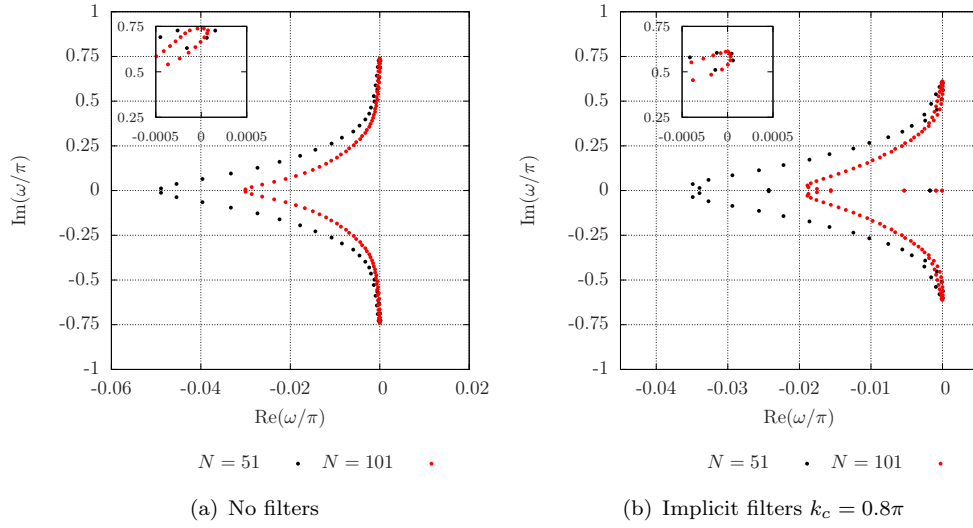 1
0.75
0.5
0.25
0
-0.25
-0.5
-0.75
-1
-0.06 -0.04 -0.02 0 0.02
Im(ω/π)
Re(ω/π)
0.75
0.5
0.25
-0.0005 0 0.0005
N = 51 N = 101
(a) No filters
1
0.75
0.5
0.25
0
-0.25
-0.5
-0.75
-1
-0.04 -0.03 -0.02 -0.01 0
Im(ω/π)
Re(ω/π)
0.75
0.5
0.25
-0.0005 0 0.0005
N = 51 N = 101
(b) Implicit filters k_c = 0.8π